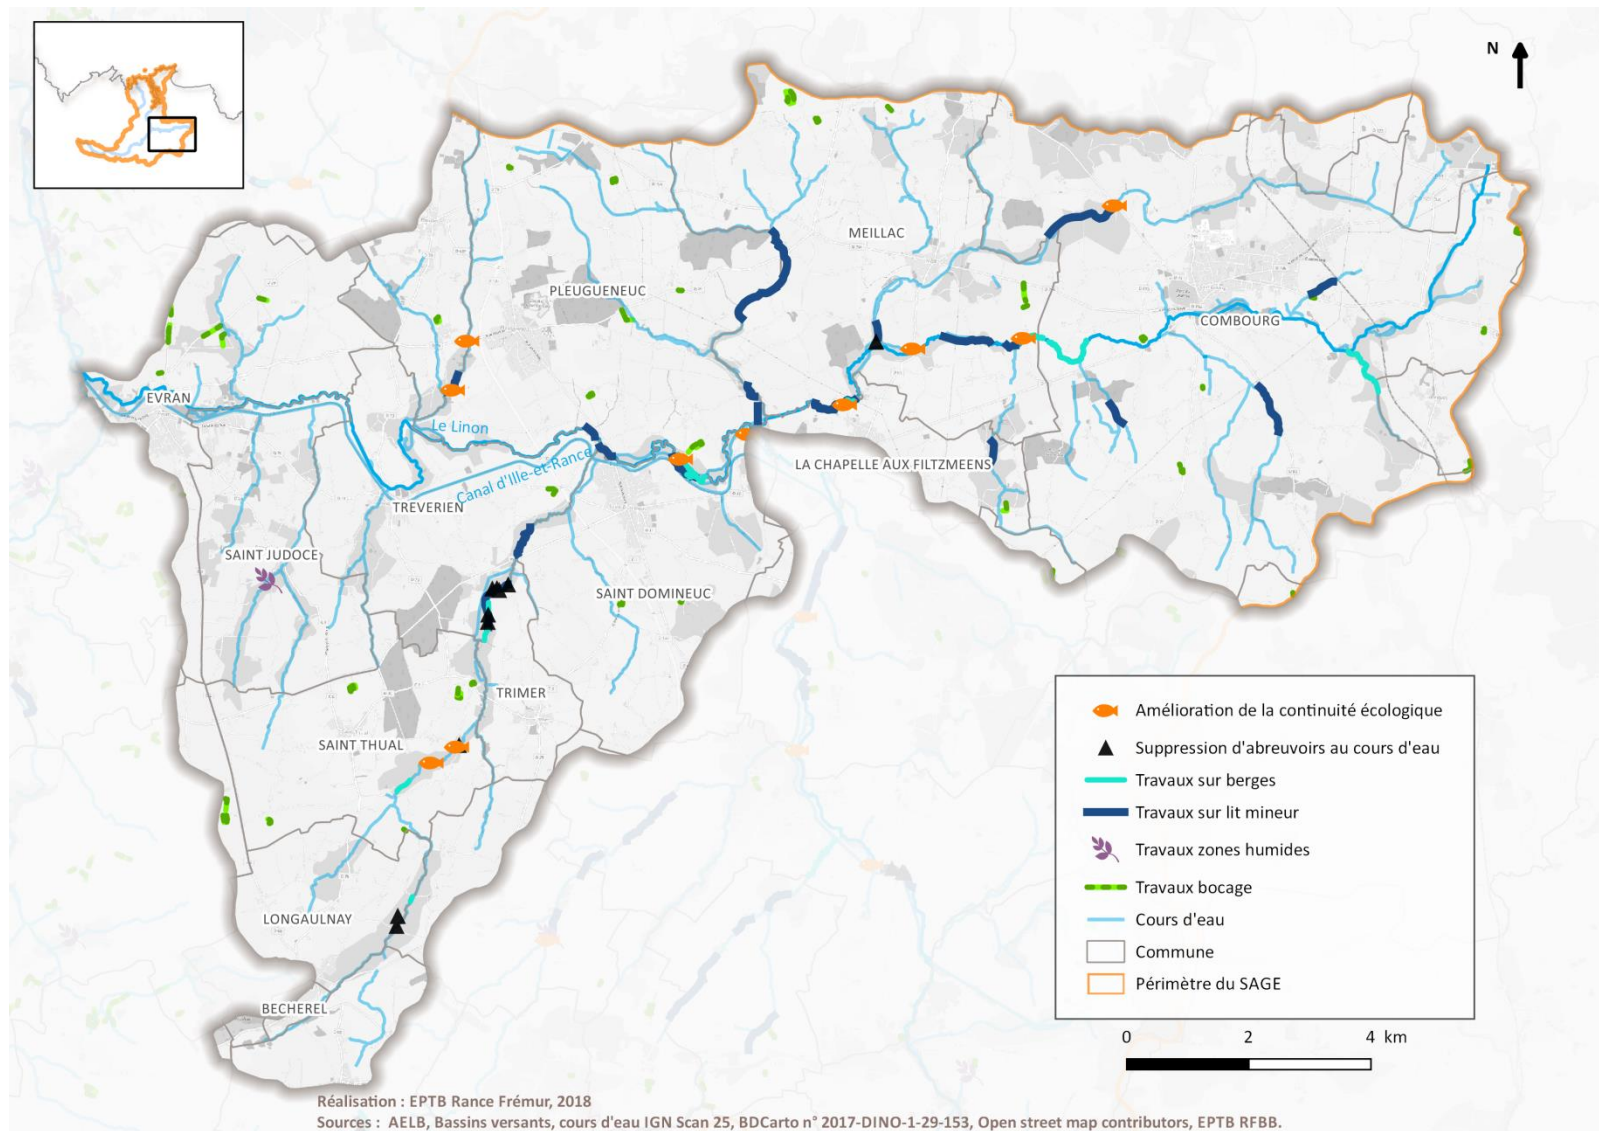 N
MEILLAC
PLEUGUENEUC
COMBOURG
EVRAN
Le Linon
LA CHAPELLE AUX FILTZMEENS
Canal d'Ille-et-Rance
TREVERIEN
SAINT JUDOCE
SAINT DOMINEUC
TRIMER
SAINT THUAL
LONGAULNAY
BECHEREL
Amélioration de la continuité écologique
Suppression d'abreuvoirs au cours d'eau
Travaux sur berges
Travaux sur lit mineur
Travaux zones humides
Travaux bocage
Cours d'eau
Commune
Périmètre du SAGE
0 2 4 km
Réalisation : EPTB Rance Frémur, 2018
Sources : AELB, Bassins versants, cours d'eau IGN Scan 25, BDCarto n° 2017-DINO-1-29-153, Open street map contributors, EPTB RFBB.